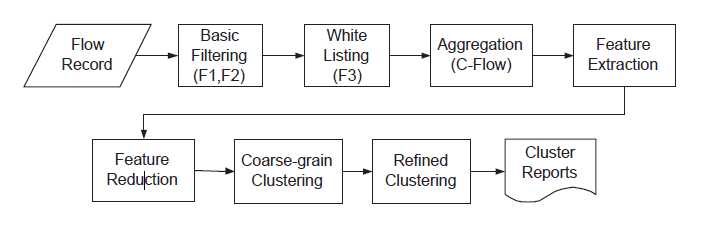 Flow
Record
Basic
Filtering
(F1,F2)
White
Listing
(F3)
Aggregation
(C-Flow)
Feature
Extraction
Feature
Reduction
Coarse-grain
Clustering
Refined
Clustering
Cluster
Reports